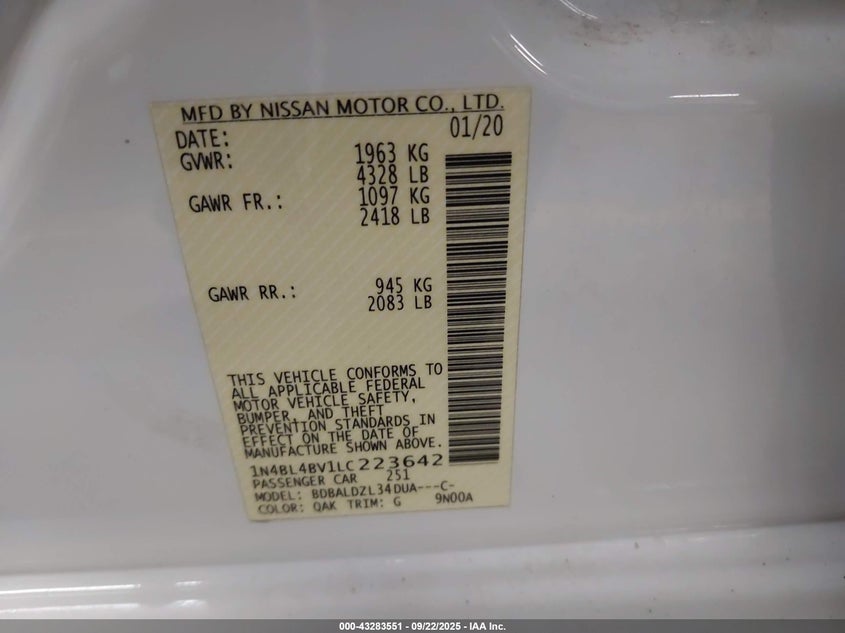 MFD BY NISSAN MOTOR CO., LTD.
DATE: 01/20
GVWR: 1963 KG
4328 LB
GAWR FR.: 1097 KG
2418 LB
GAWR RR.: 945 KG
2083 LB
THIS VEHICLE CONFORMS TO
ALL APPLICABLE FEDERAL
MOTOR VEHICLE SAFETY,
BUMPER, AND THEFT
PREVENTION STANDARDS IN
EFFECT ON THE DATE OF
MANUFACTURE SHOWN ABOVE.
1N4BL4BV1LC223642
PASSENGER CAR 251
MODEL: BDBALDZL34DUA---C-
COLOR: QAK TRIM: G 9N00A
000-43283551 — 09/22/2025 - IAA Inc.